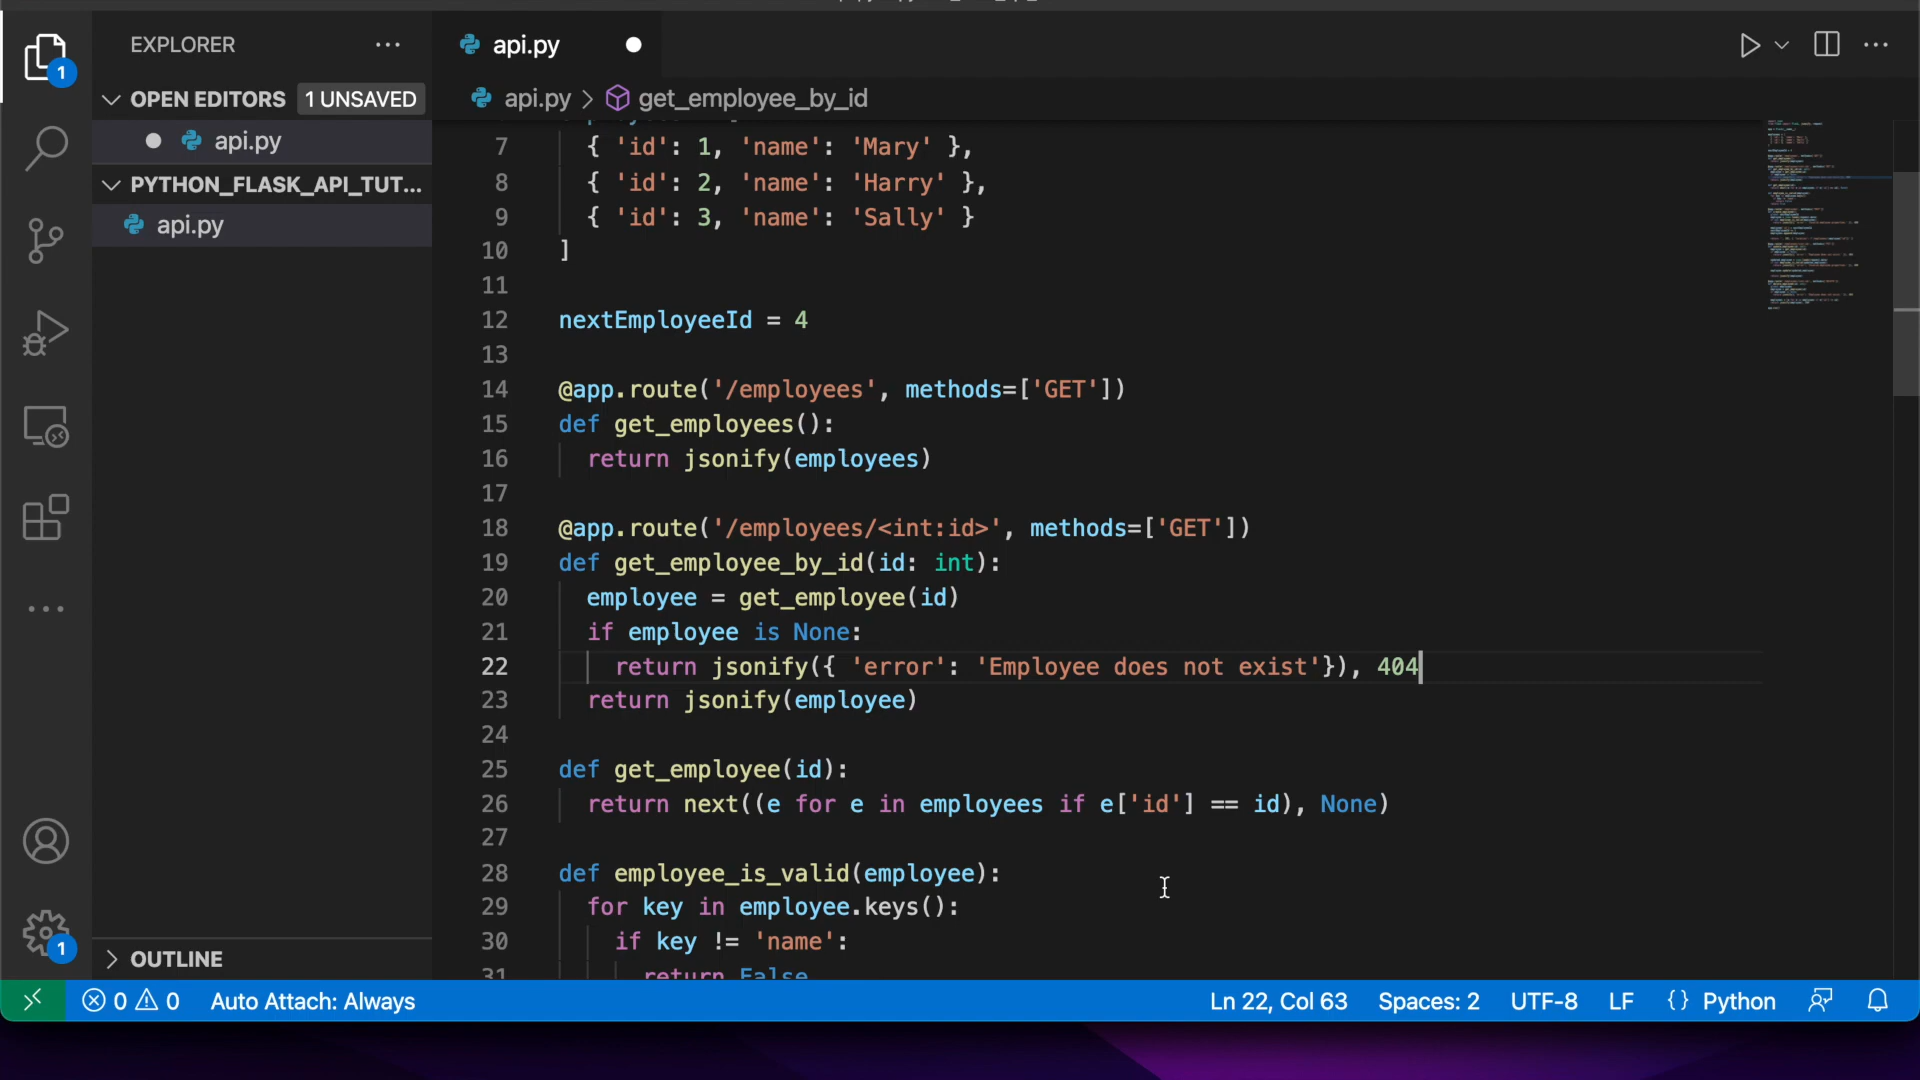 EXPLORER
OPEN EDITORS
1 UNSAVED
api.py
PYTHON_FLASK_API_TUT...
api.py
OUTLINE
api.py
api.py > get_employee_by_id
7 { 'id': 1, 'name': 'Mary' },
8 { 'id': 2, 'name': 'Harry' },
9 { 'id': 3, 'name': 'Sally' }
10 ]
11
12 nextEmployeeId = 4
13
14 @app.route('/employees', methods=['GET'])
15 def get_employees():
16 return jsonify(employees)
17
18 @app.route('/employees/<int:id>', methods=['GET'])
19 def get_employee_by_id(id: int):
20 employee = get_employee(id)
21 if employee is None:
22 return jsonify({ 'error': 'Employee does not exist'}), 404
23 return jsonify(employee)
24
25 def get_employee(id):
26 return next((e for e in employees if e['id'] == id), None)
27
28 def employee_is_valid(employee):
29 for key in employee.keys():
30 if key != 'name':
31 return False
1
1
0 0 Auto Attach: Always
Ln 22, Col 63 Spaces: 2 UTF-8 LF {} Python